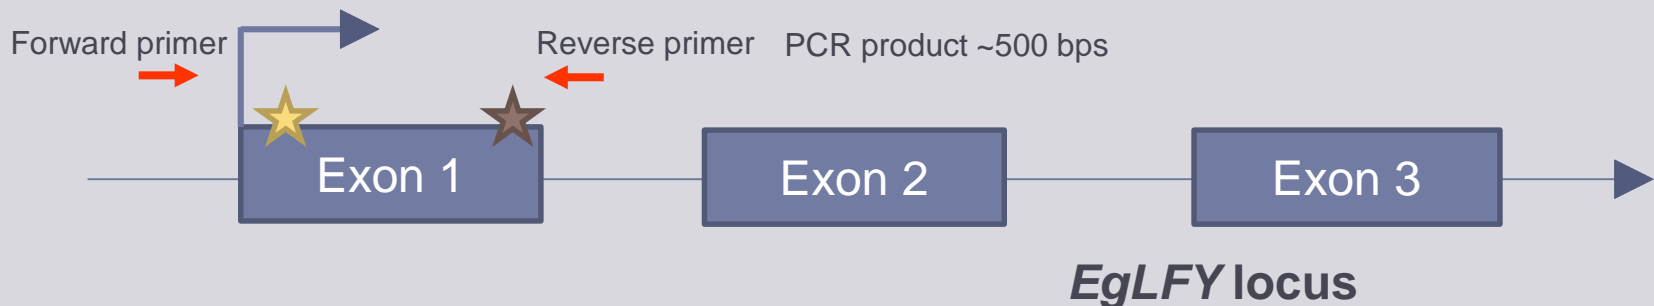 Forward primer
Reverse primer
PCR product ~500 bps
Exon 1
Exon 2
Exon 3
EgLFY locus